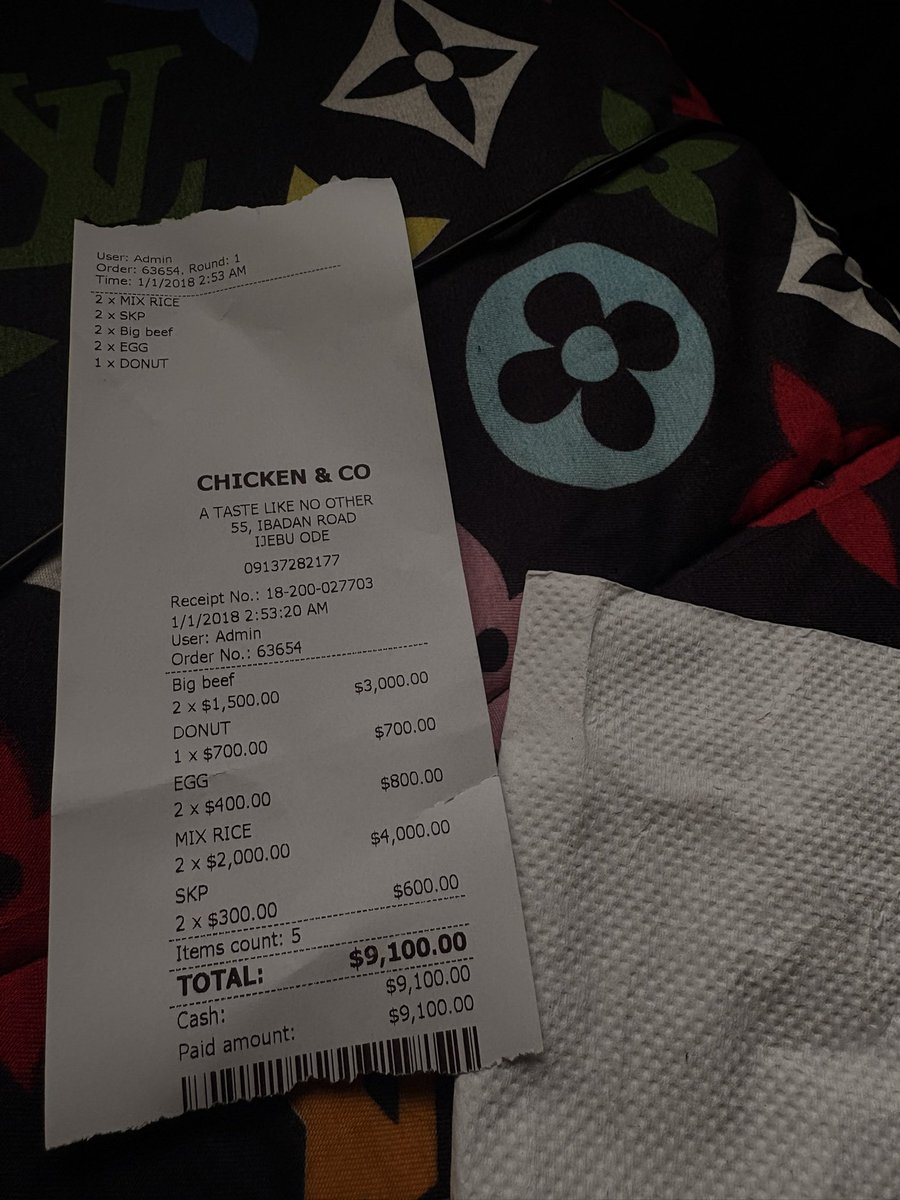 User: Admin
Order: 63654, Round: 1
Time: 1/1/2018 2:53 AM
2 x MIX RICE
2 x SKP
2 x Big beef
2 x EGG
1 x DONUT
CHICKEN & CO
A TASTE LIKE NO OTHER
55, IBADAN ROAD
IJEBU ODE
09137282177
Receipt No.: 18-200-027703
1/1/2018 2:53:20 AM
User: Admin
Order No.: 63654
Big beef
2 x $1,500.00 $3,000.00
DONUT
1 x $700.00 $700.00
EGG
2 x $400.00 $800.00
MIX RICE
2 x $2,000.00 $4,000.00
SKP
2 x $300.00 $600.00
Items count: 5
TOTAL: $9,100.00
Cash: $9,100.00
Paid amount: $9,100.00